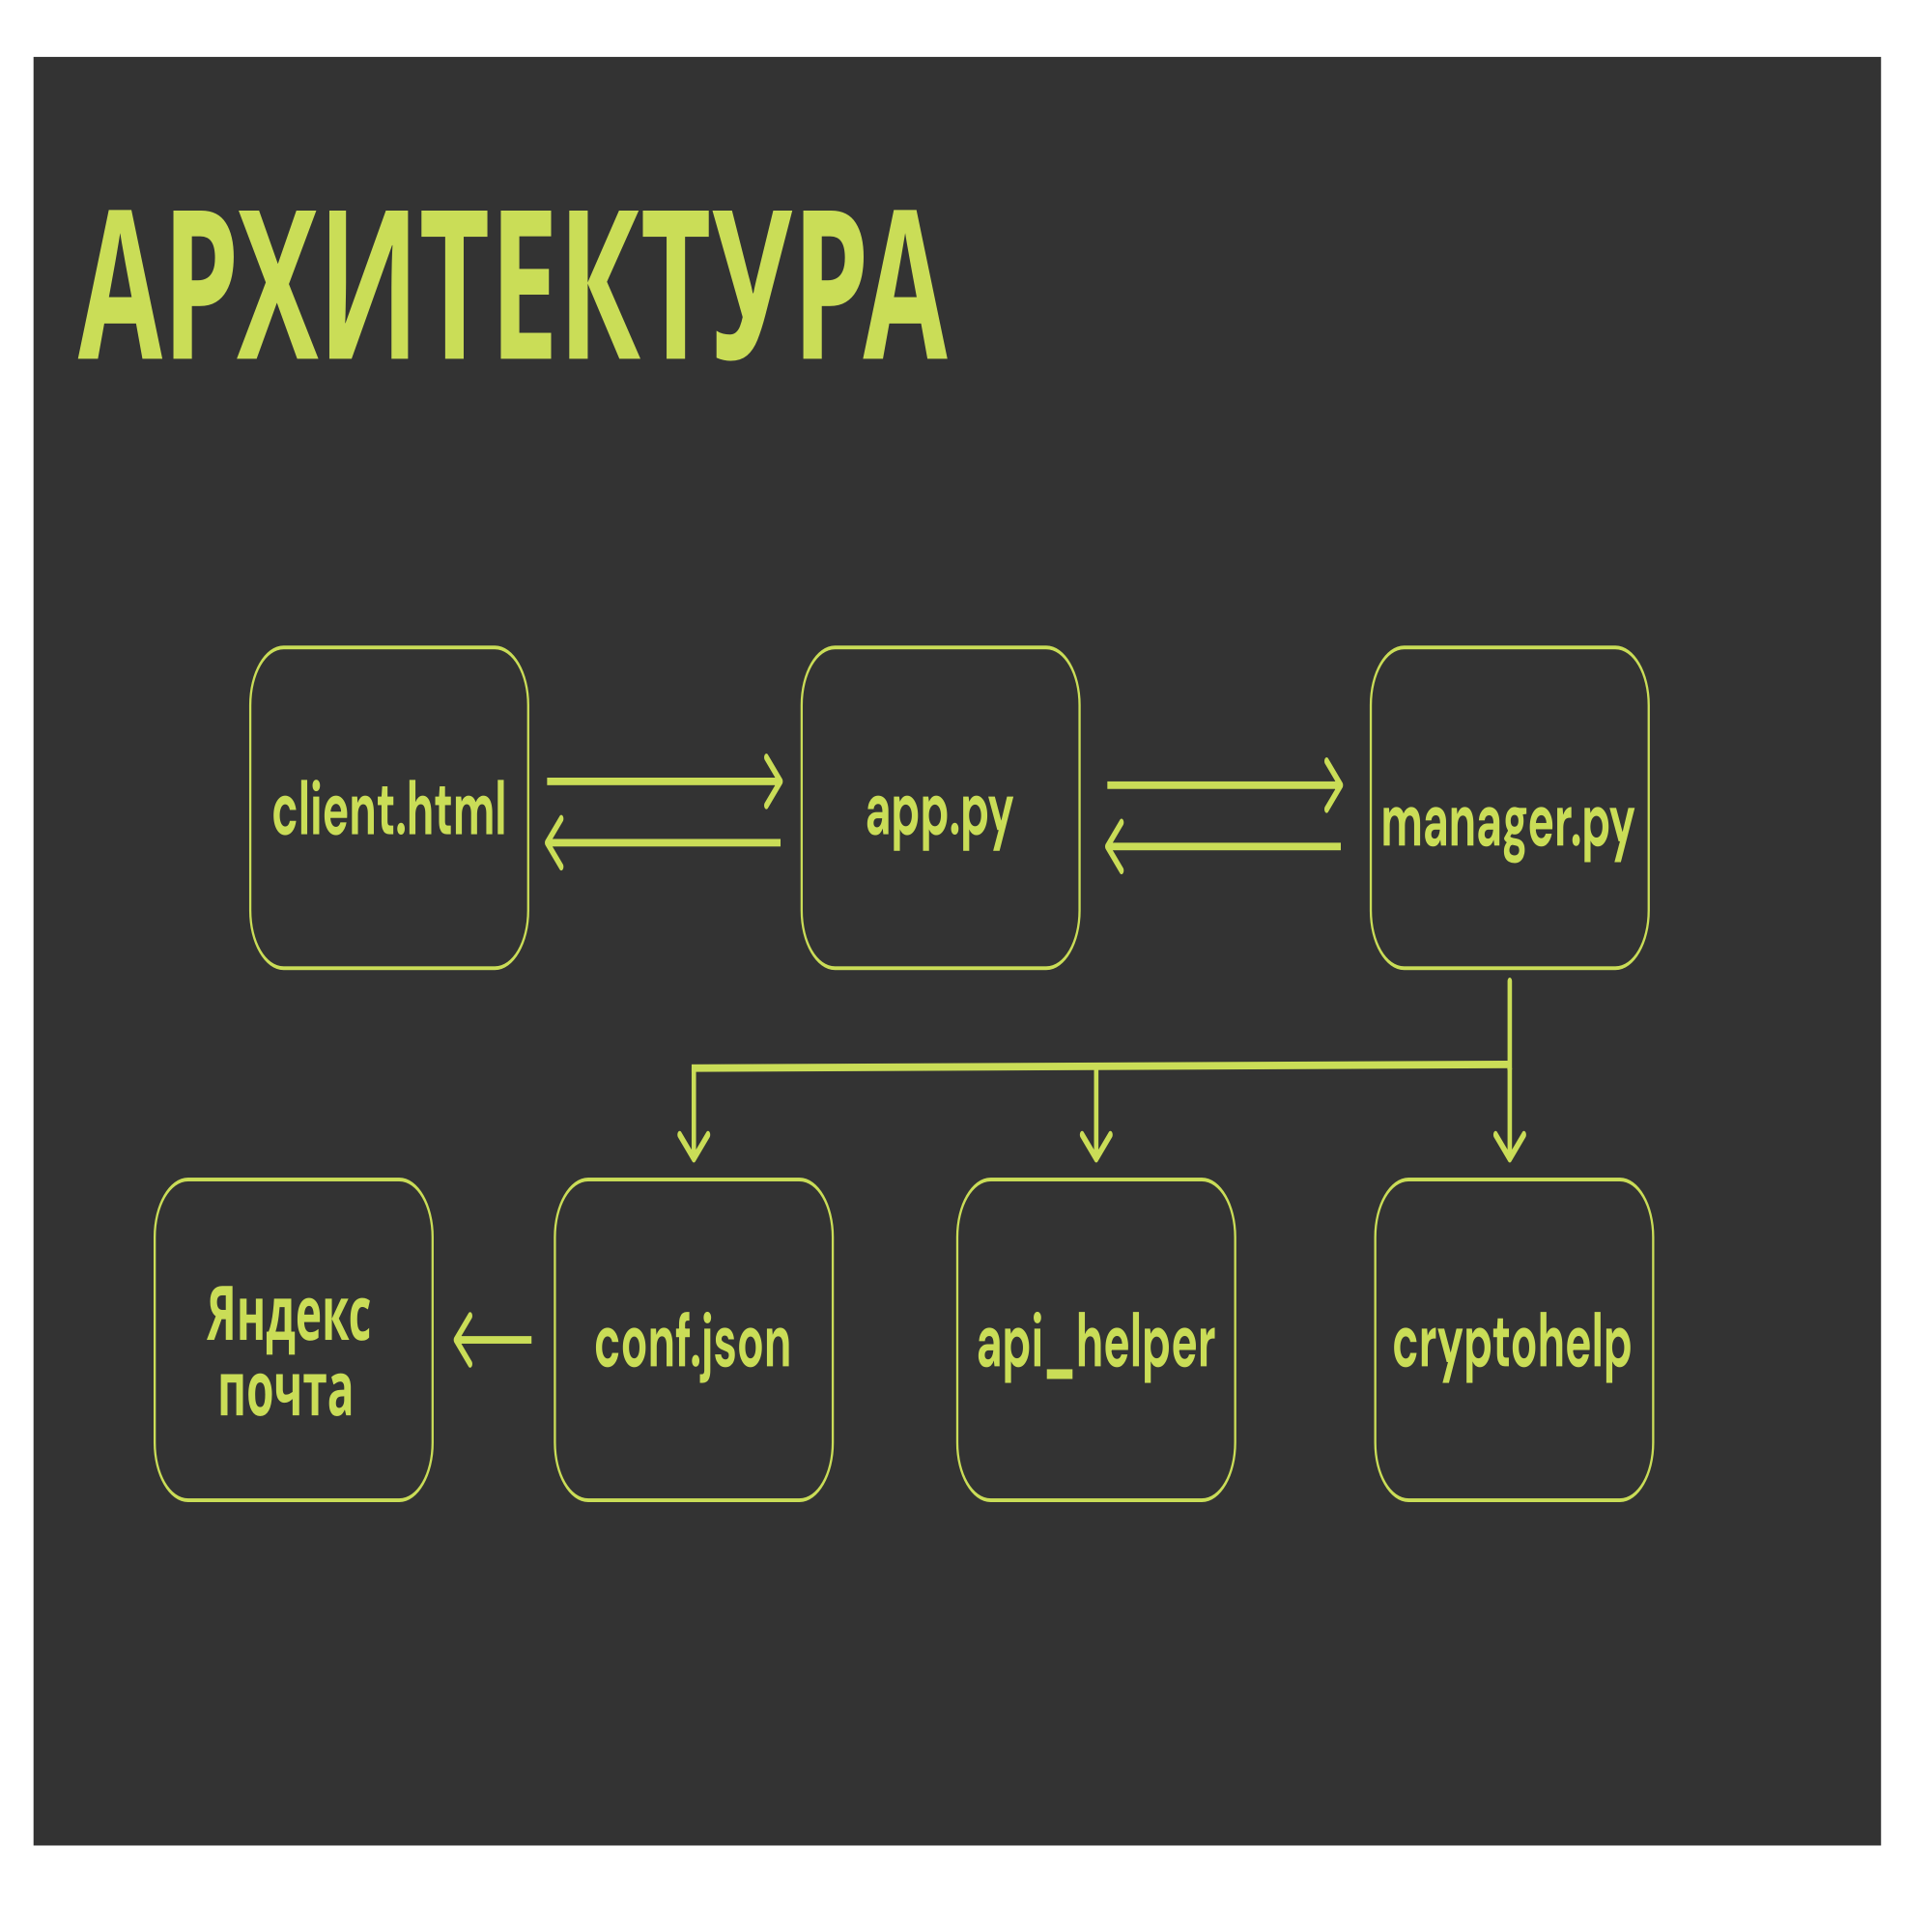 АРХИТЕКТУРА
client.html
app.py
manager.py
Яндекс
почта
conf.json
api_helper
cryptohelp